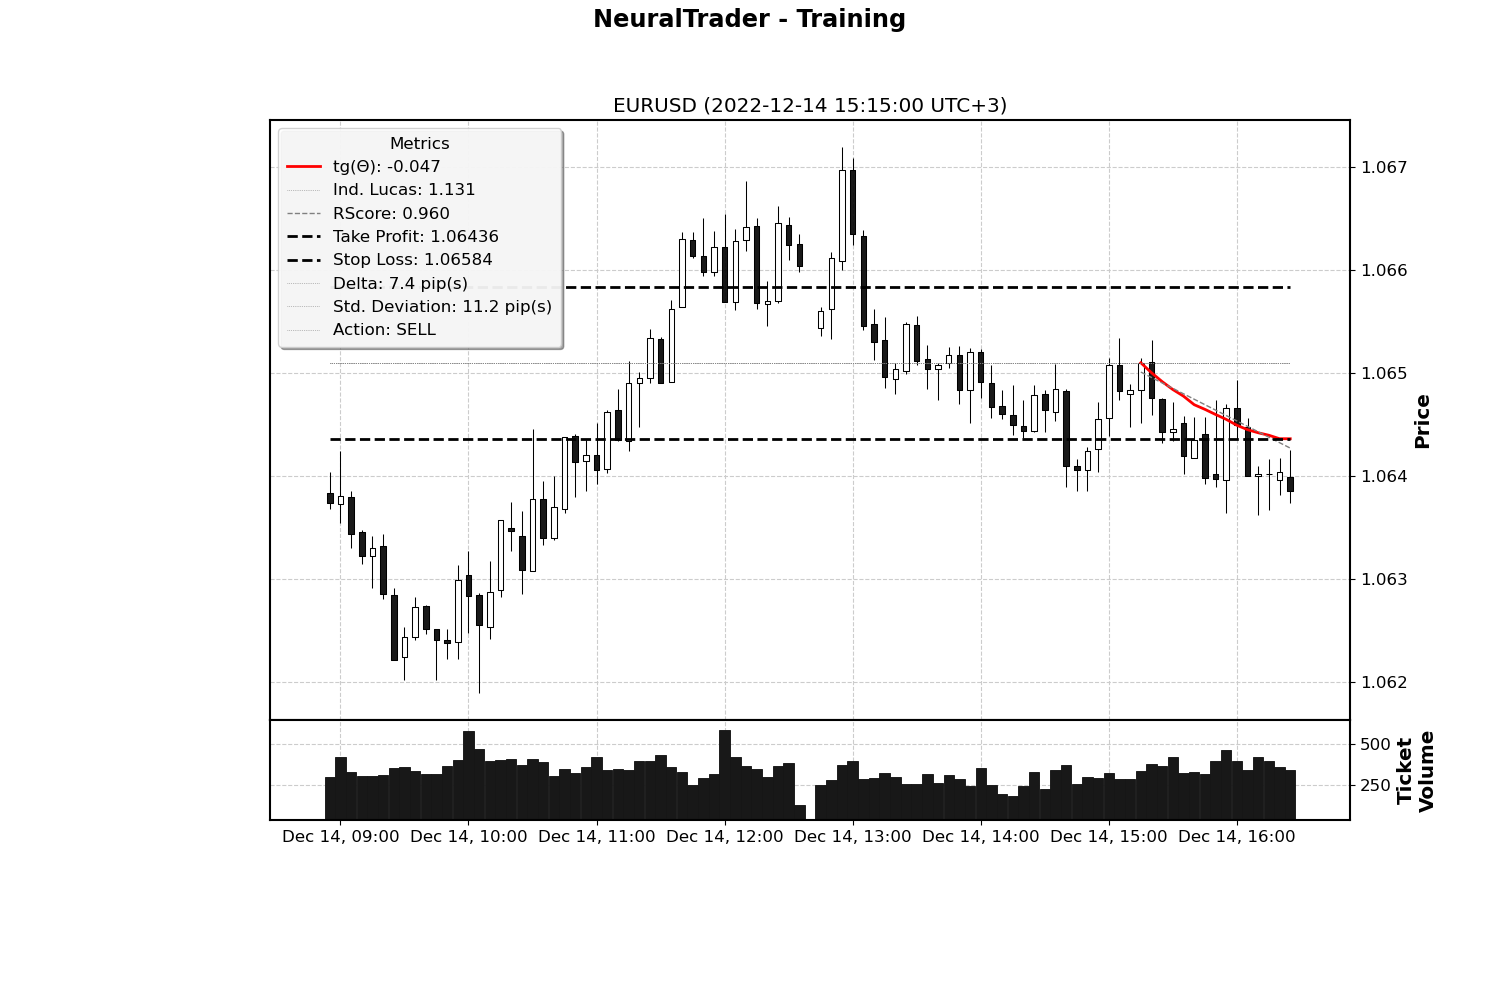 NeuralTrader - Training
EURUSD (2022-12-14 15:15:00 UTC+3)
Metrics
tg(Θ): -0.047
Ind. Lucas: 1.131
RScore: 0.960
Take Profit: 1.06436
Stop Loss: 1.06584
Delta: 7.4 pip(s)
Std. Deviation: 11.2 pip(s)
Action: SELL
1.067
1.066
1.065
1.064
1.063
1.062
Price
500
250
Ticket
Volume
Dec 14, 09:00 Dec 14, 10:00 Dec 14, 11:00 Dec 14, 12:00 Dec 14, 13:00 Dec 14, 14:00 Dec 14, 15:00 Dec 14, 16:00